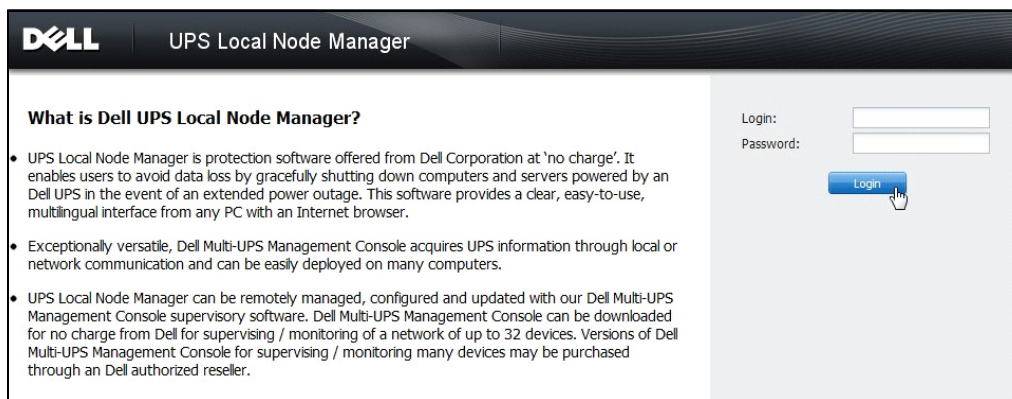 DELL
UPS Local Node Manager
What is Dell UPS Local Node Manager?
• UPS Local Node Manager is protection software offered from Dell Corporation at ‘no charge’. It
enables users to avoid data loss by gracefully shutting down computers and servers powered by an
Dell UPS in the event of an extended power outage. This software provides a clear, easy-to-use,
multilingual interface from any PC with an Internet browser.
• Exceptionally versatile, Dell Multi-UPS Management Console acquires UPS information through local or
network communication and can be easily deployed on many computers.
• UPS Local Node Manager can be remotely managed, configured and updated with our Dell Multi-UPS
Management Console supervisory software. Dell Multi-UPS Management Console can be downloaded
for no charge from Dell for supervising / monitoring of a network of up to 32 devices. Versions of Dell
Multi-UPS Management Console for supervising / monitoring many devices may be purchased
through an Dell authorized reseller.
Login:
Password:
Login